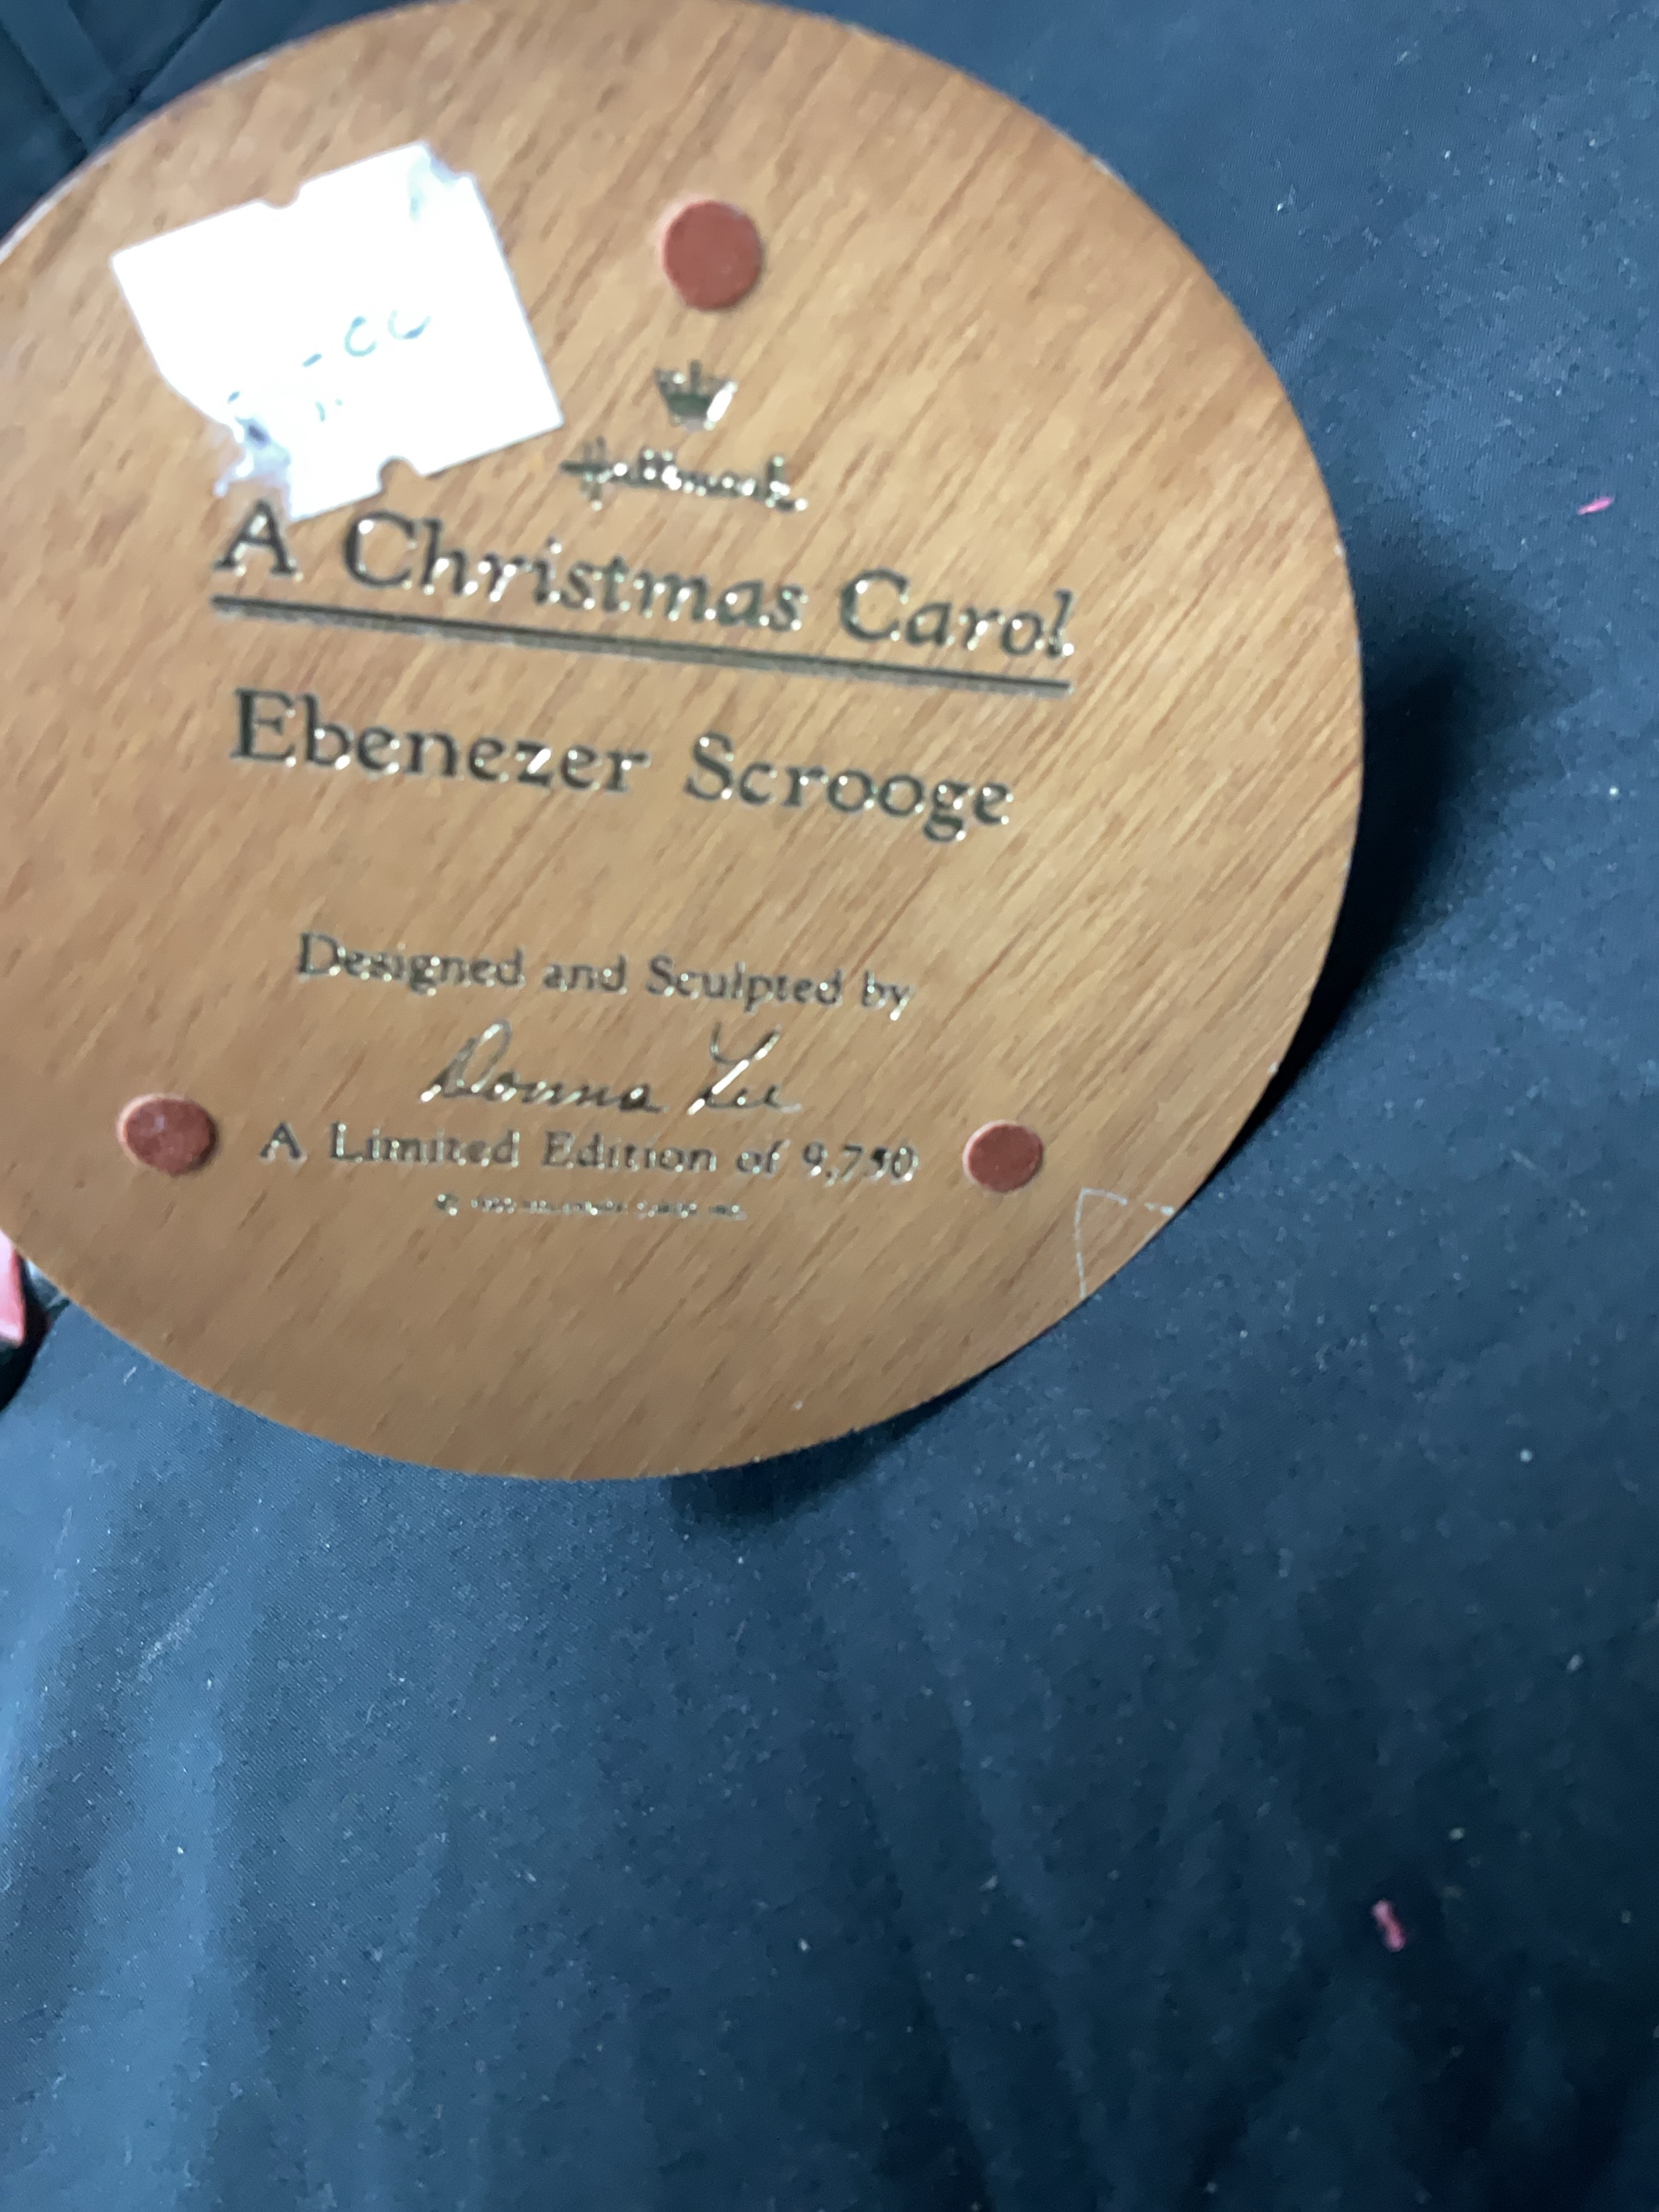 Hallmark
A Christmas Carol
Ebenezer Scrooge
Designed and Sculpted by
Donna Lee
A Limited Edition of 9,750